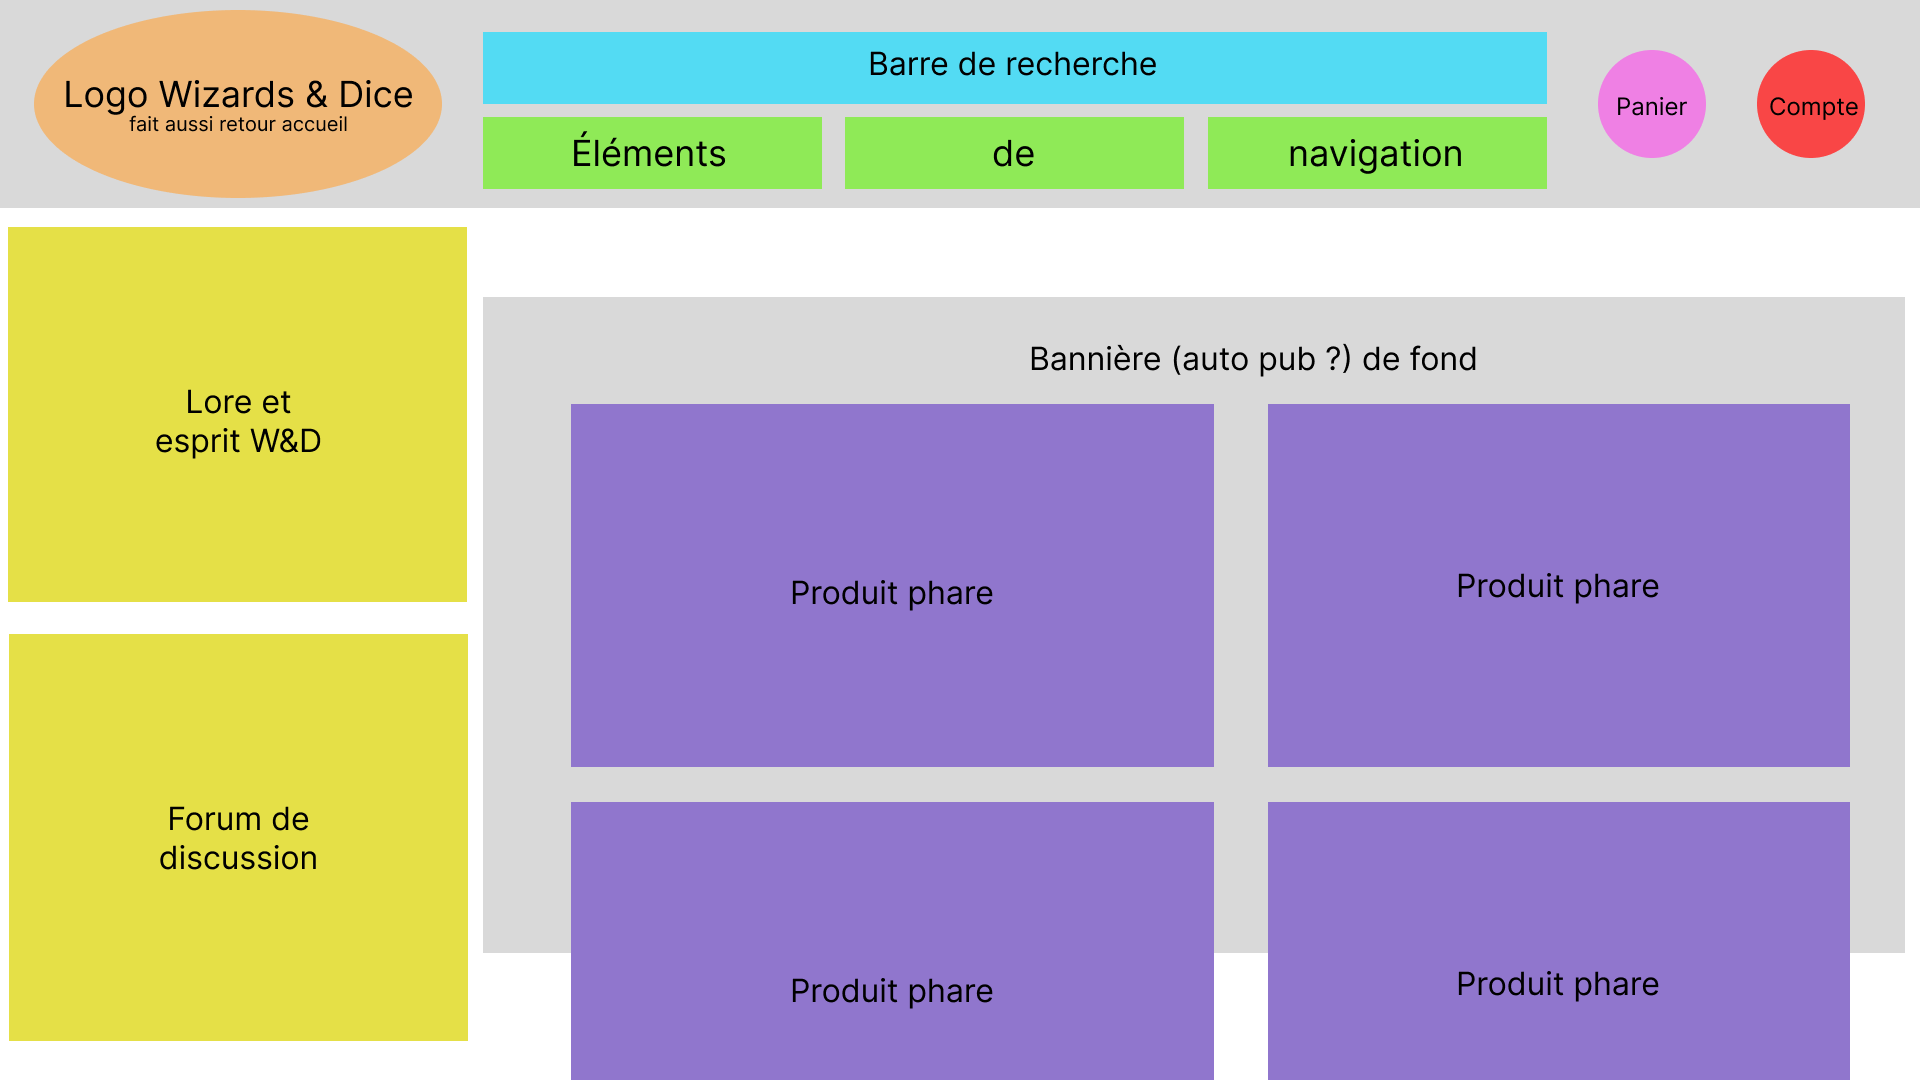 Logo Wizards & Dice
fait aussi retour accueil
Barre de recherche
Éléments
de
navigation
Panier
Compte
Lore et
esprit W&D
Forum de
discussion
Bannière (auto pub ?) de fond
Produit phare
Produit phare
Produit phare
Produit phare